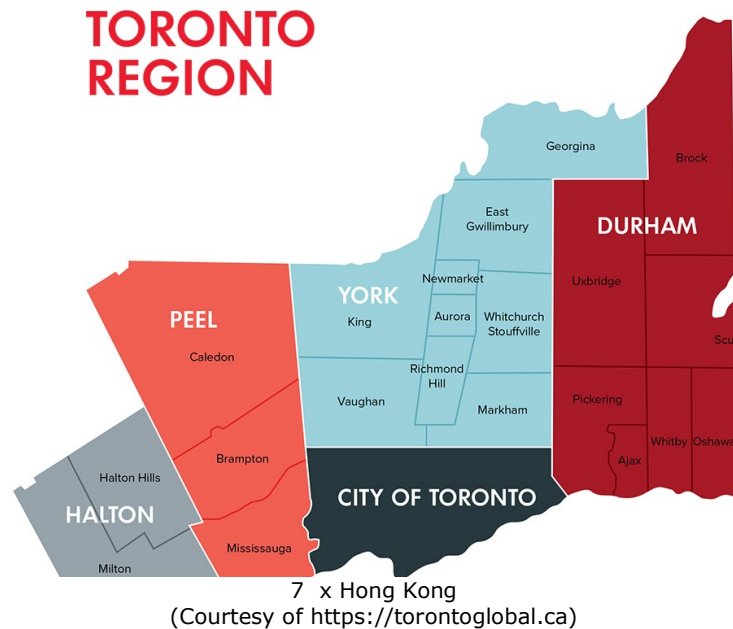 TORONTO
REGION
Georgina
Brock
East
Gwillimbury
DURHAM
Newmarket
Uxbridge
YORK
King
Aurora
Whitchurch
Stouffville
PEEL
Caledon
Scu
Richmond
Hill
Vaughan
Markham
Pickering
Whitby
Oshawa
Ajax
Brampton
Halton Hills
CITY OF TORONTO
HALTON
Mississauga
Milton
7 x Hong Kong
(Courtesy of https://torontoglobal.ca)